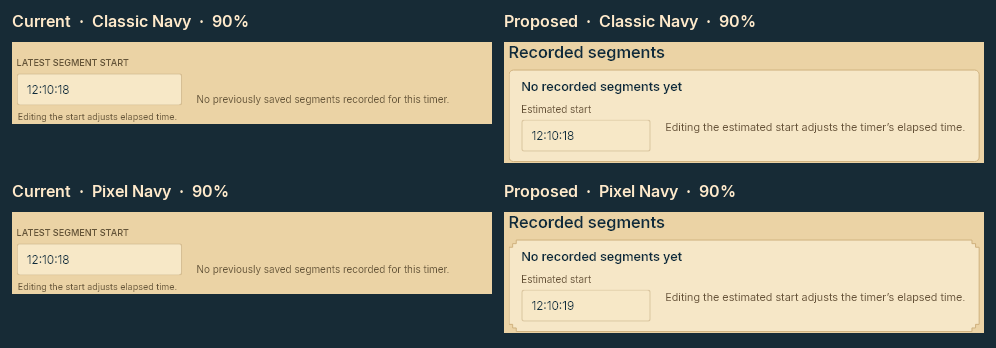 Current · Classic Navy · 90%
LATEST SEGMENT START
12:10:18
No previously saved segments recorded for this timer.
Editing the start adjusts elapsed time.
Proposed · Classic Navy · 90%
Recorded segments
No recorded segments yet
Estimated start
12:10:18
Editing the estimated start adjusts the timer’s elapsed time.
Current · Pixel Navy · 90%
LATEST SEGMENT START
12:10:18
No previously saved segments recorded for this timer.
Editing the start adjusts elapsed time.
Proposed · Pixel Navy · 90%
Recorded segments
No recorded segments yet
Estimated start
12:10:19
Editing the estimated start adjusts the timer’s elapsed time.